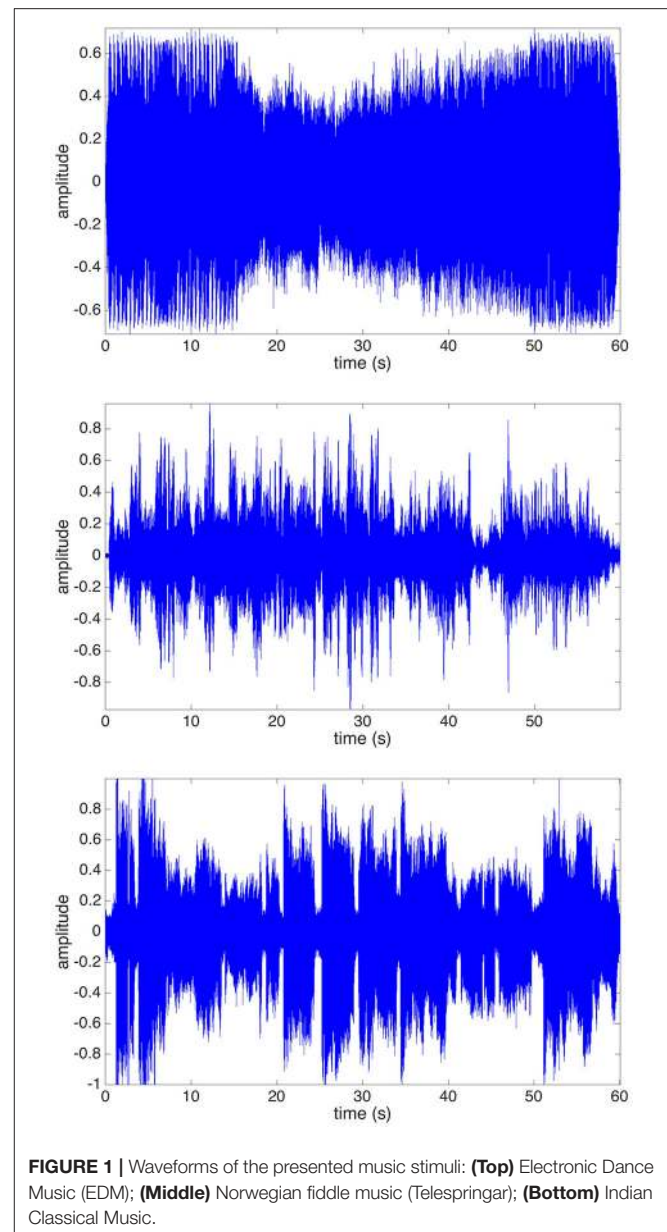 0.6
0.4
0.2
0
-0.2
-0.4
-0.6
amplitude
0 10 20 30 40 50 60
time (s)
0.8
0.6
0.4
0.2
0
-0.2
-0.4
-0.6
-0.8
amplitude
0 10 20 30 40 50
time (s)
0.8
0.6
0.4
0.2
0
-0.2
-0.4
-0.6
-0.8
-1
amplitude
0 10 20 30 40 50 60
time (s)
FIGURE 1 | Waveforms of the presented music stimuli: (Top) Electronic Dance
Music (EDM); (Middle) Norwegian fiddle music (Telespringar); (Bottom) Indian
Classical Music.